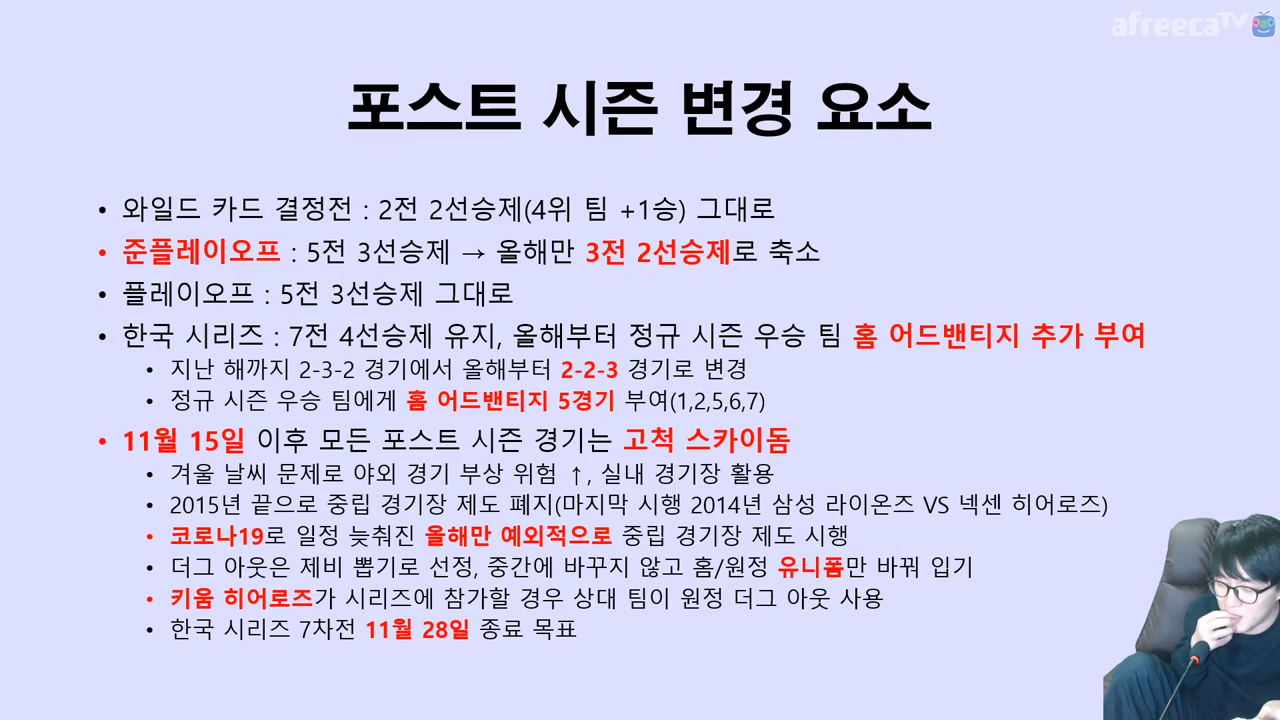 afreecaTV
포스트 시즌 변경 요소
• 와일드 카드 결정전 : 2전 2선승제(4위 팀 +1승) 그대로
• 준플레이오프 : 5전 3선승제 → 올해만 3전 2선승제로 축소
• 플레이오프 : 5전 3선승제 그대로
• 한국 시리즈 : 7전 4선승제 유지, 올해부터 정규 시즌 우승 팀 홈 어드밴티지 추가 부여
• 지난 해까지 2-3-2 경기에서 올해부터 2-2-3 경기로 변경
• 정규 시즌 우승 팀에게 홈 어드밴티지 5경기 부여(1,2,5,6,7)
• 11월 15일 이후 모든 포스트 시즌 경기는 고척 스카이돔
• 겨울 날씨 문제로 야외 경기 부상 위험 ↑, 실내 경기장 활용
• 2015년 끝으로 중립 경기장 제도 폐지(마지막 시행 2014년 삼성 라이온즈 VS 넥센 히어로즈)
• 코로나19로 일정 늦춰진 올해만 예외적으로 중립 경기장 제도 시행
• 더그 아웃은 제비 뽑기로 선정, 중간에 바꾸지 않고 홈/원정 유니폼만 바꿔 입기
• 키움 히어로즈가 시리즈에 참가할 경우 상대 팀이 원정 더그 아웃 사용
• 한국 시리즈 7차전 11월 28일 종료 목표